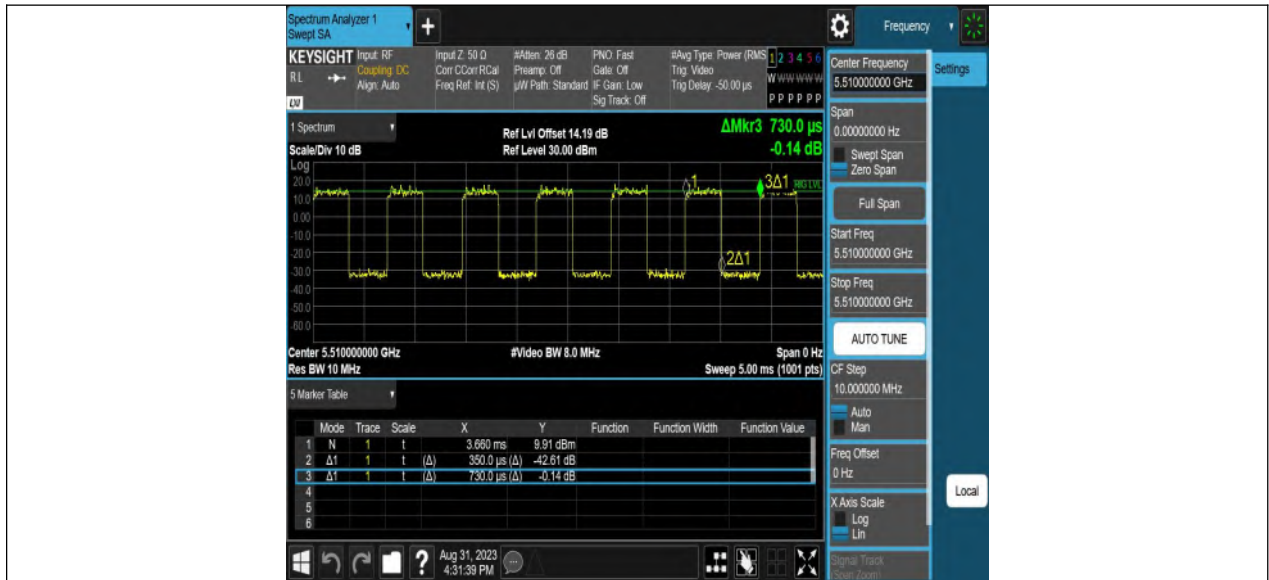 Spectrum Analyzer 1
Swept SA
+
Frequency
KEYSIGHT
RL
LXI
Input: RF
Coupling: DC
Align: Auto
Input Z: 50 Ω
Corr CCorr RCal
Freq Ref: Int (S)
#Atten: 26 dB
Preamp: Off
µW Path: Standard
PNO: Fast
Gate: Off
IF Gain: Low
Sig Track: Off
#Avg Type: Power (RMS
Trig: Video
Trig Delay: -50.00 µs
1 2 3 4 5 6
W W W W W W
P P P P P P
1 Spectrum
Scale/Div 10 dB
Ref Lvl Offset 14.19 dB
Ref Level 30.00 dBm
ΔMkr3 730.0 µs
-0.14 dB
Log
20.0
10.0
0.00
-10.0
-20.0
-30.0
-40.0
-50.0
-60.0
1
3Δ1
TRIG LVL
2Δ1
Center 5.510000000 GHz
Res BW 10 MHz
#Video BW 8.0 MHz
Span 0 Hz
Sweep 5.00 ms (1001 pts)
5 Marker Table
Mode Trace Scale X Y Function Function Width Function Value
1 N 1 t 3.660 ms 9.91 dBm
2 Δ1 1 t (Δ) 350.0 µs (Δ) -42.61 dB
3 Δ1 1 t (Δ) 730.0 µs (Δ) -0.14 dB
4
5
6
?
Aug 31, 2023
4:31:39 PM
Center Frequency
5.510000000 GHz
Settings
Span
0.00000000 Hz
Swept Span
Zero Span
Full Span
Start Freq
5.510000000 GHz
Stop Freq
5.510000000 GHz
AUTO TUNE
CF Step
10.000000 MHz
Auto
Man
Freq Offset
0 Hz
X Axis Scale
Log
Lin
Local
Signal Track
(Span Zoom)